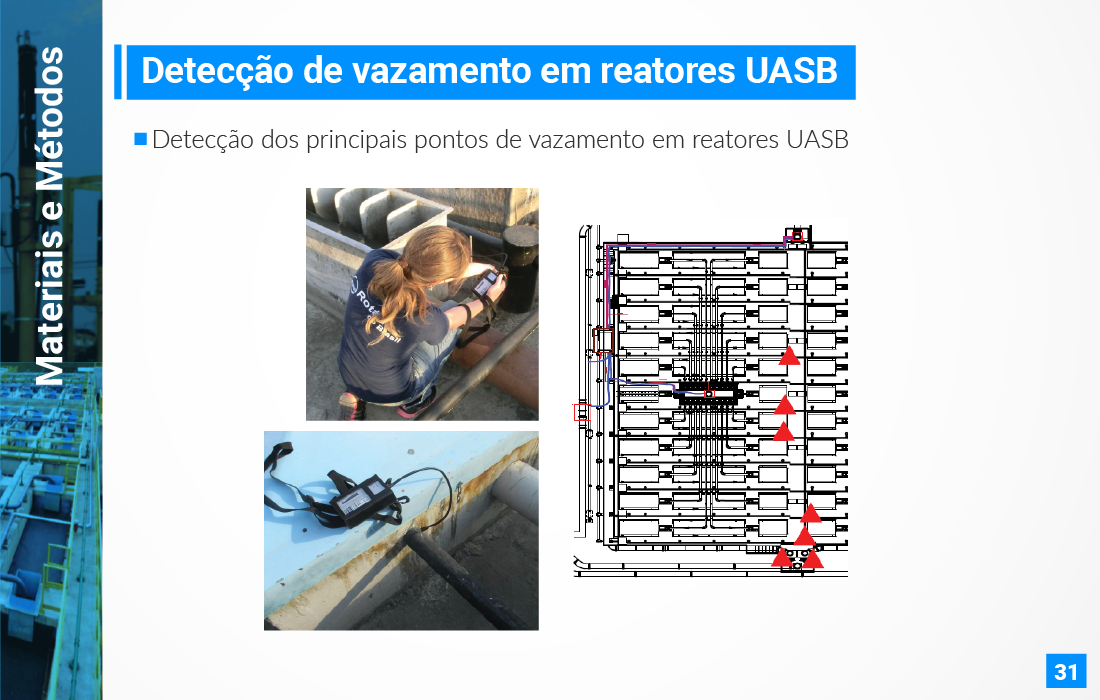 Materiais e Métodos
Detecção de vazamento em reatores UASB
Detecção dos principais pontos de vazamento em reatores UASB
31